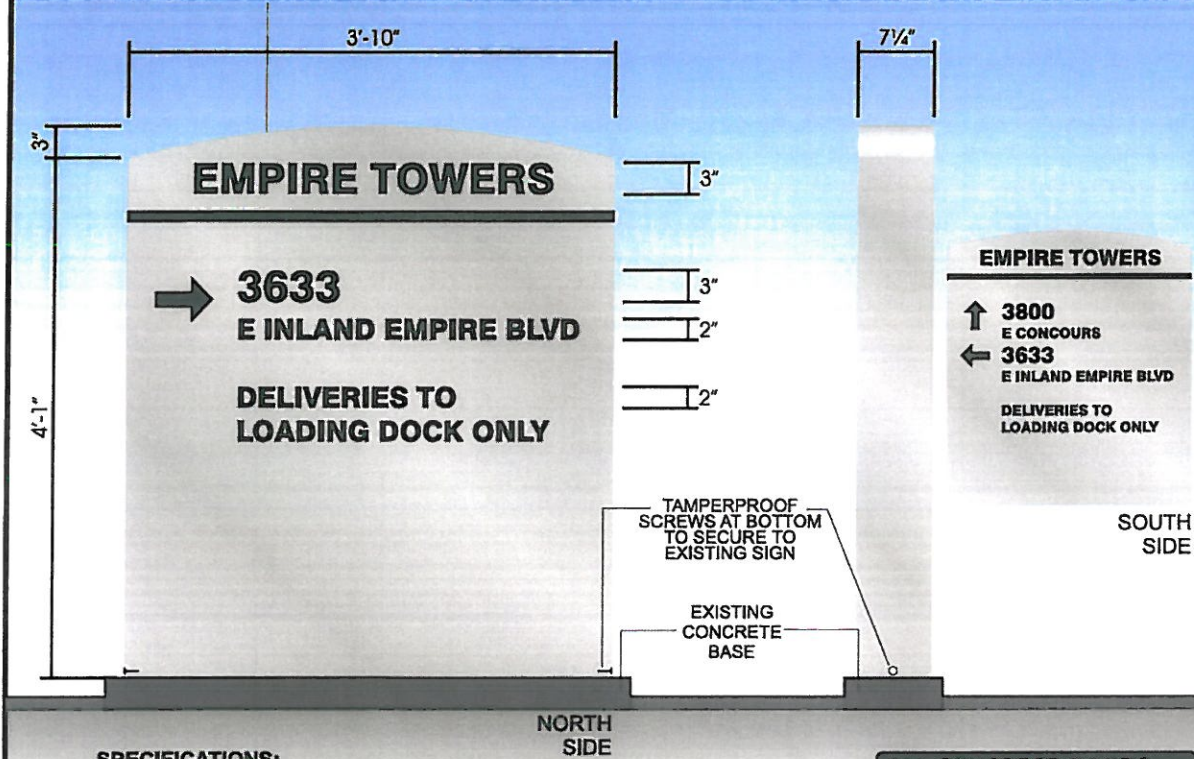 3'-10"
7¼"
3"
EMPIRE TOWERS
3"
3633
3"
E INLAND EMPIRE BLVD
2"
DELIVERIES TO
2"
LOADING DOCK ONLY
4'-1"
EMPIRE TOWERS
3800
E CONCOURS
3633
E INLAND EMPIRE BLVD
DELIVERIES TO
LOADING DOCK ONLY
SOUTH
SIDE
TAMPERPROOF
SCREWS AT BOTTOM
TO SECURE TO
EXISTING SIGN
EXISTING
CONCRETE
BASE
NORTH
SIDE
SPECIFICATIONS: